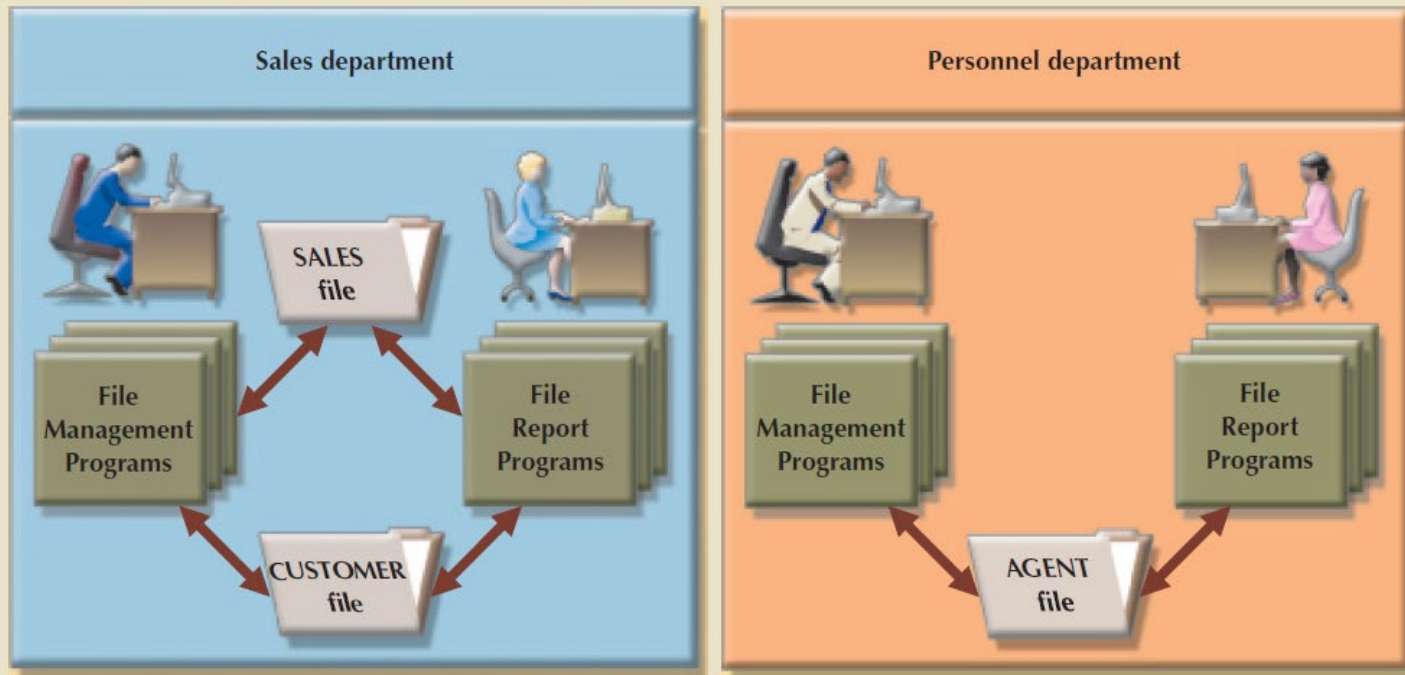 Sales department
SALES
file
File
Management
Programs
File
Report
Programs
CUSTOMER
file
Personnel department
File
Management
Programs
File
Report
Programs
AGENT
file